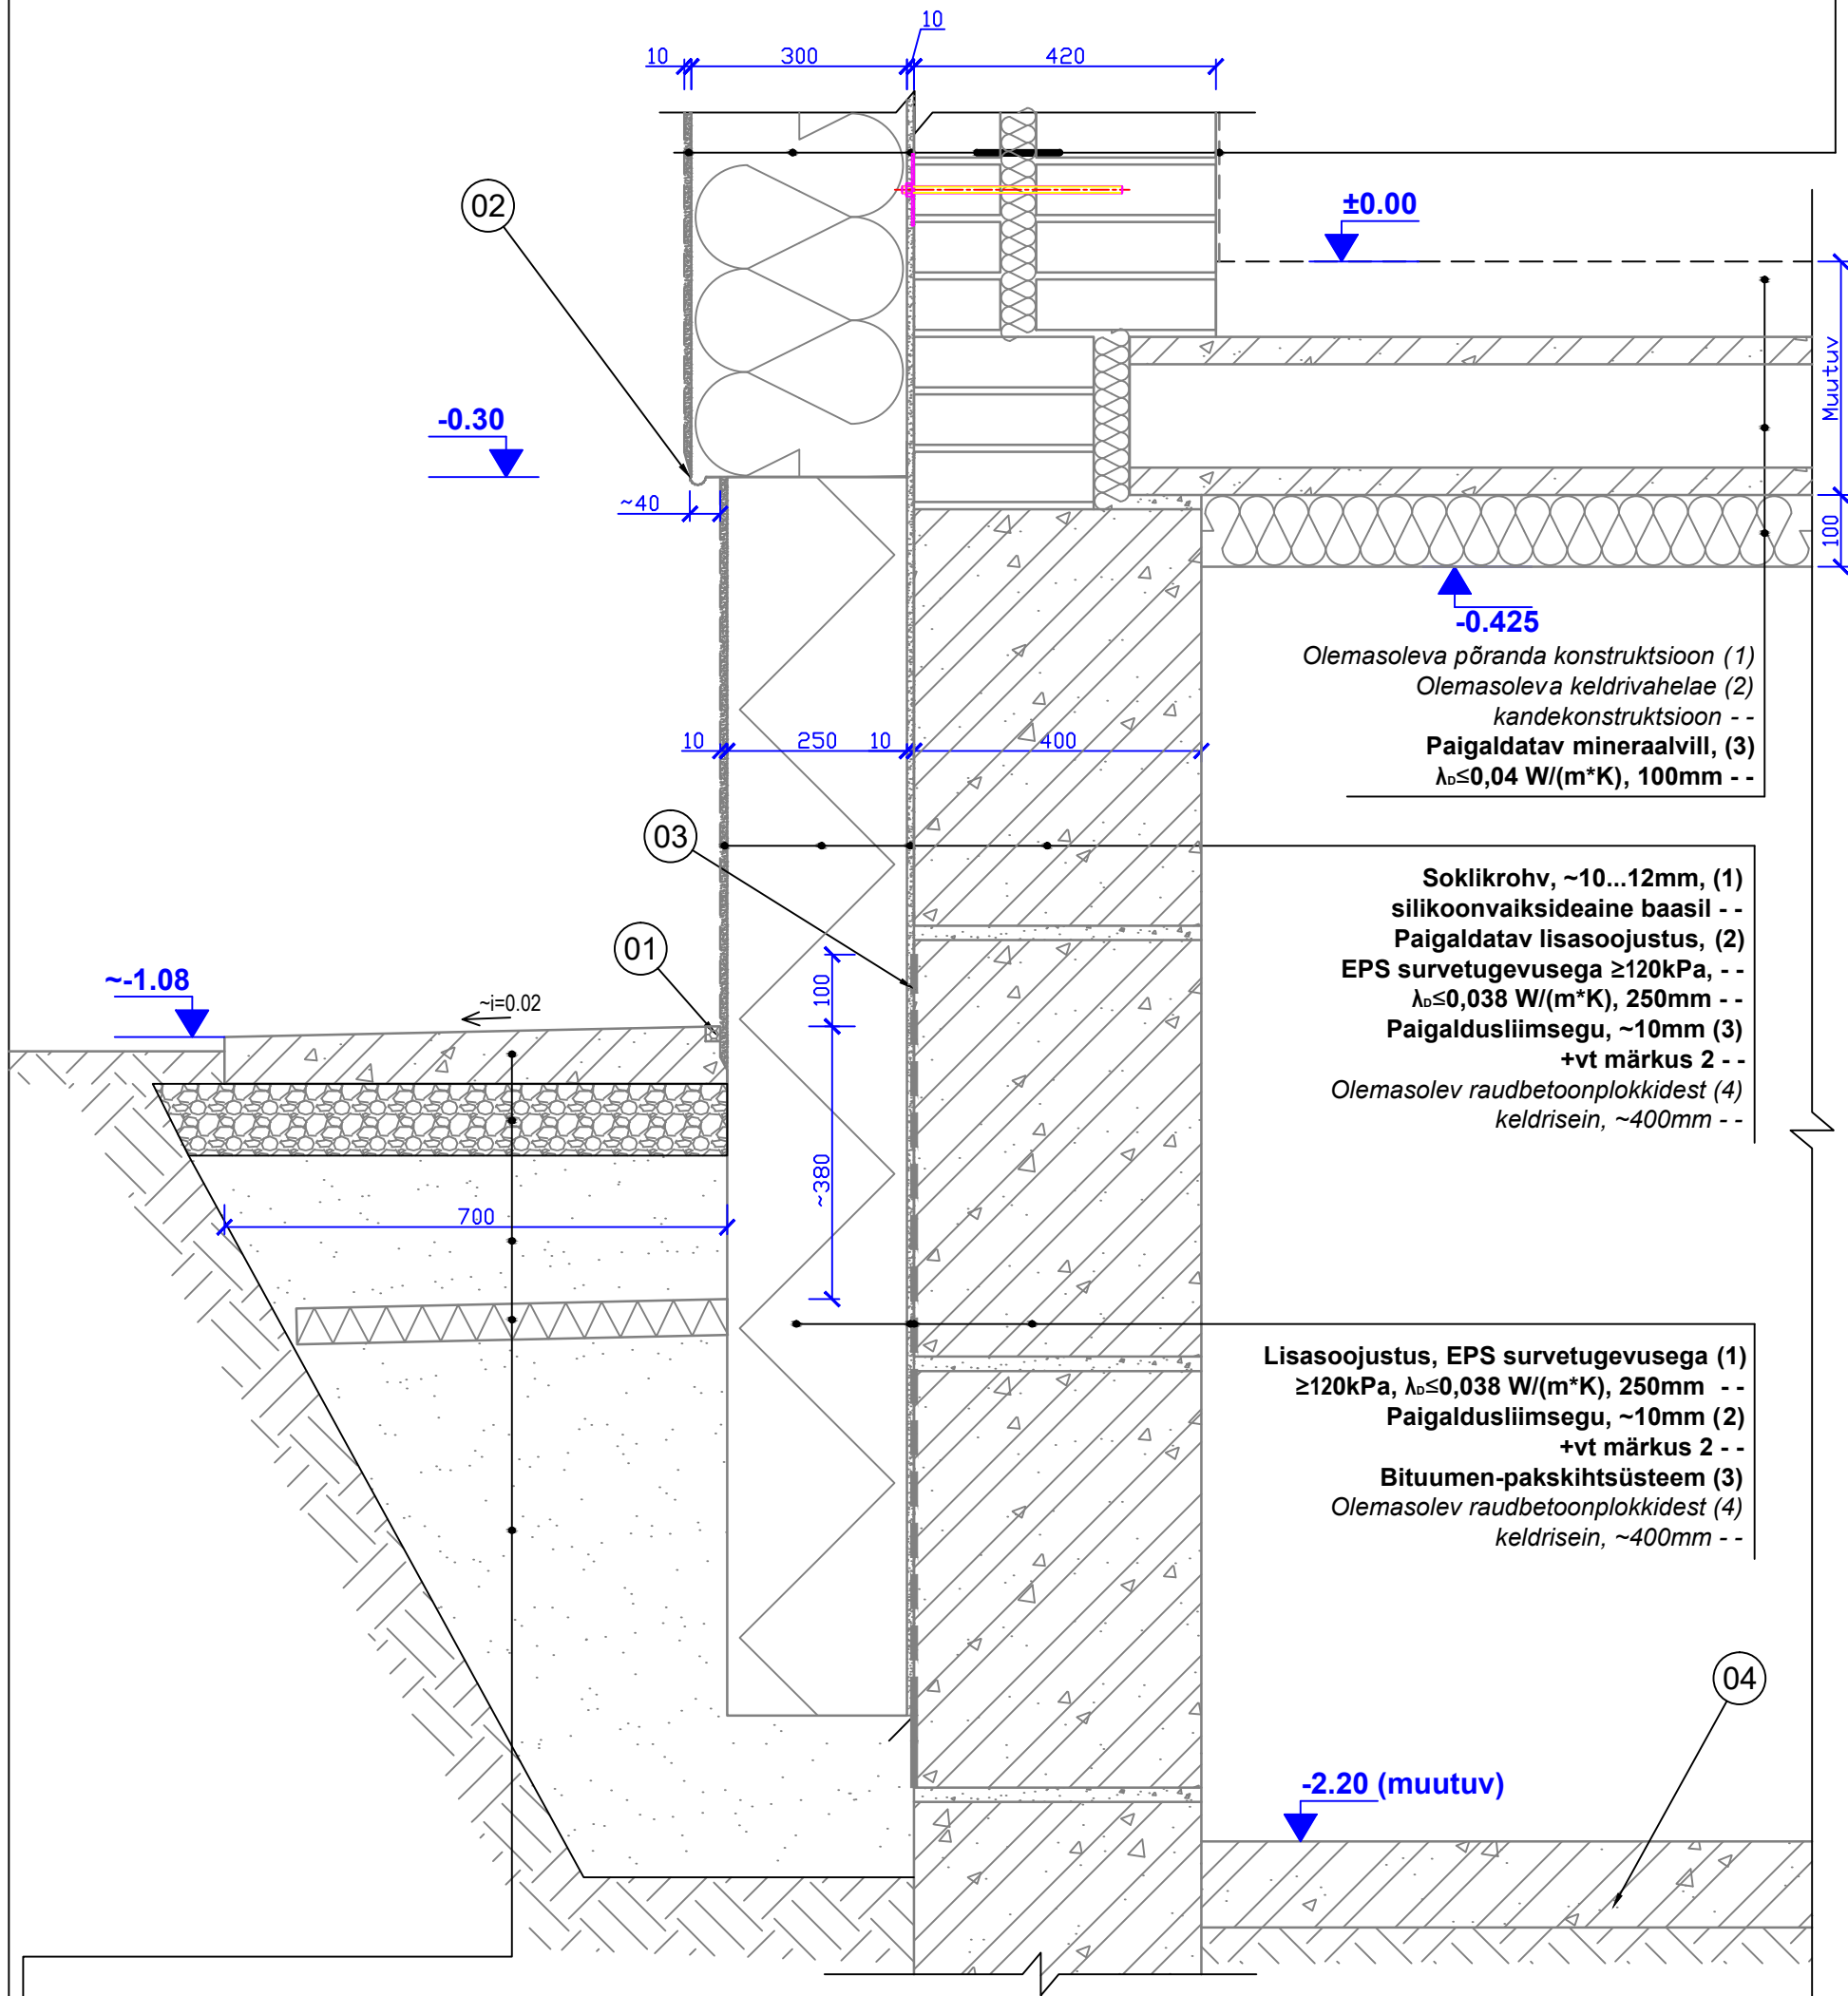 10
10
300
420
02
±0.00
Muutuv
-0.30
~40
100
-0.425
Olemasoleva põranda konstruktsioon (1)
Olemasoleva keldrivahelae (2)
kandekonstruktsioon - -
Paigaldatav mineraalvill, (3)
λD≤0,04 W/(m*K), 100mm - -
10
250
10
400
03
Soklikrohv, ~10...12mm, (1)
silikoonvaiksideaine baasil - -
Paigaldatav lisasoojustus, (2)
EPS survetugevusega ≥120kPa, - -
λD≤0,038 W/(m*K), 250mm - -
Paigaldusliimsegu, ~10mm (3)
+vt märkus 2 - -
Olemasolev raudbetoonplokkidest (4)
keldrisein, ~400mm - -
01
~-1.08
~i=0.02
100
~380
700
Lisasoojustus, EPS survetugevusega (1)
≥120kPa, λD≤0,038 W/(m*K), 250mm - -
Paigaldusliimsegu, ~10mm (2)
+vt märkus 2 - -
Bituumen-pakskihtsüsteem (3)
Olemasolev raudbetoonplokkidest (4)
keldrisein, ~400mm - -
04
-2.20 (muutuv)